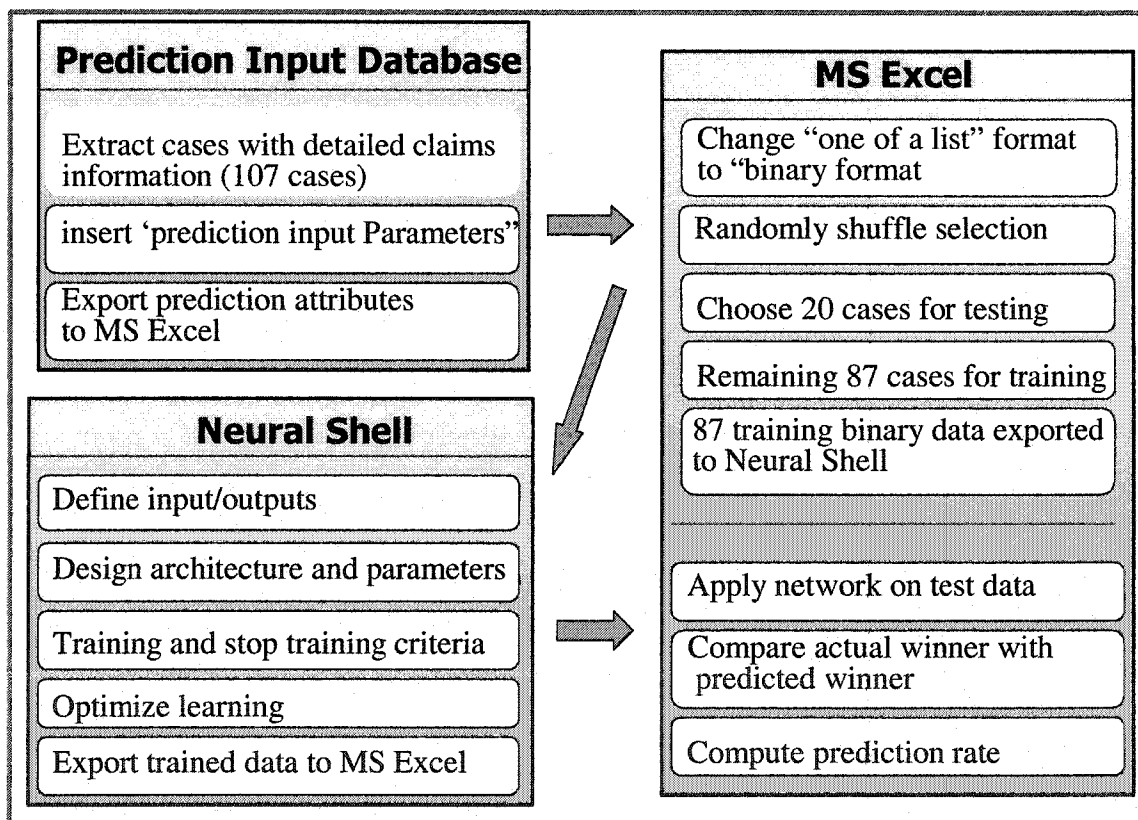 Prediction Input Database
Extract cases with detailed claims
information (107 cases)
insert ‘prediction input Parameters”
Export prediction attributes
to MS Excel
MS Excel
Change “one of a list” format
to “binary format
Randomly shuffle selection
Choose 20 cases for testing
Remaining 87 cases for training
87 training binary data exported
to Neural Shell
Neural Shell
Define input/outputs
Design architecture and parameters
Training and stop training criteria
Optimize learning
Export trained data to MS Excel
Apply network on test data
Compare actual winner with
predicted winner
Compute prediction rate